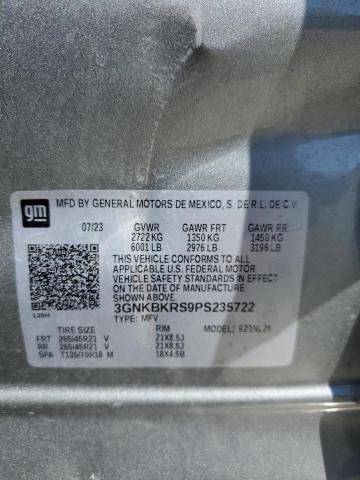 gm
MFD BY GENERAL MOTORS DE MEXICO, S. DE R.L. DE C.V.
07/23 GVWR GAWR FRT GAWR RR
2722 KG 1350 KG 1450 KG
6001 LB 2976 LB 3196 LB
THIS VEHICLE CONFORMS TO ALL
APPLICABLE U.S. FEDERAL MOTOR
VEHICLE SAFETY STANDARDS IN EFFECT
ON THE DATE OF MANUFACTURE
SHOWN ABOVE.
3GNKBKRS9PS235722
TYPE: MPV
MODEL: 921NL26
TIRE SIZE RIM
FRT 265/45R21 V 21X8.5J
RR 265/45R21 V 21X8.5J
SPA T135/70R18 M 18X4.5B